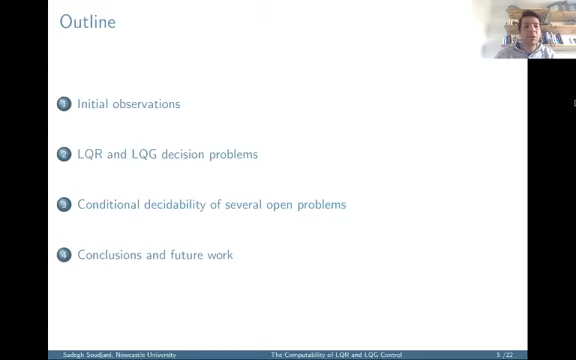 Outline
1 Initial observations
2 LQR and LQG decision problems
3 Conditional decidability of several open problems
4 Conclusions and future work
Sadegh Soudjani, Newcastle University The Computability of LQR and LQG Control 5 /22